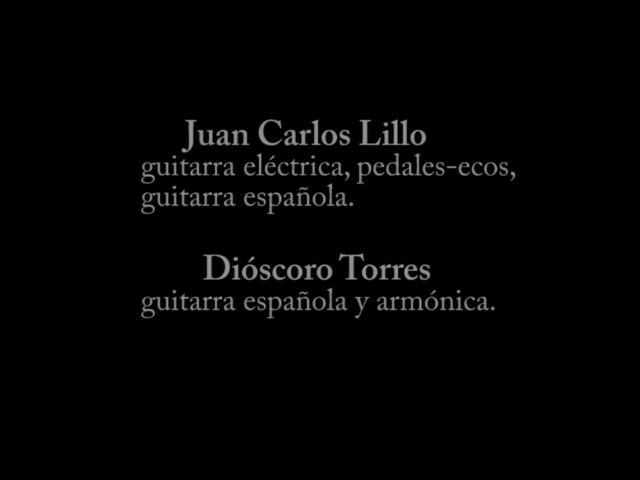 Juan Carlos Lillo
guitarra eléctrica, pedales-ecos,
guitarra española.
Dióscoro Torres
guitarra española y armónica.